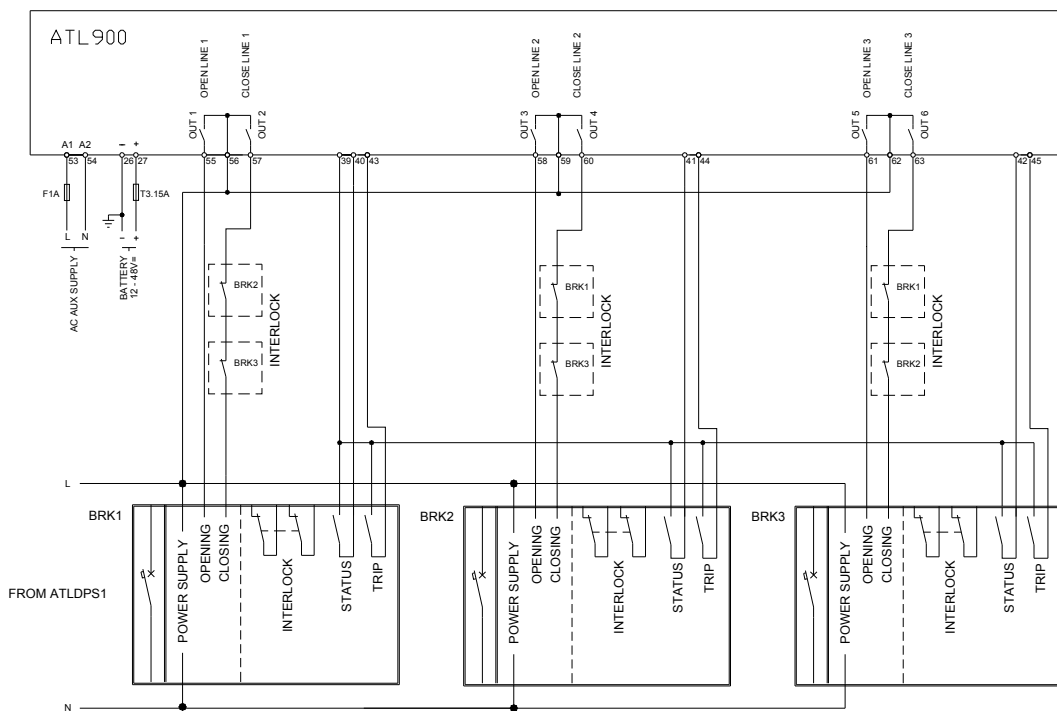 ATL900
OPEN LINE 1
CLOSE LINE 1
OPEN LINE 2
CLOSE LINE 2
OPEN LINE 3
CLOSE LINE 3
OUT 1
OUT 2
OUT 3
OUT 4
OUT 5
OUT 6
A1 A2 - +
53 54 26 27 55 56 57 39 40 43 58 59 60 41 44 61 62 63 42 45
F1A
T3.15A
L N - +
AC AUX SUPPLY
BATTERY
12 - 48V=
BRK2
BRK3
INTERLOCK
BRK1
BRK3
INTERLOCK
BRK1
BRK2
INTERLOCK
L
BRK1
POWER SUPPLY
OPENING
CLOSING
INTERLOCK
STATUS
TRIP
BRK2
POWER SUPPLY
OPENING
CLOSING
INTERLOCK
STATUS
TRIP
BRK3
POWER SUPPLY
OPENING
CLOSING
INTERLOCK
STATUS
TRIP
FROM ATLDPS1
N